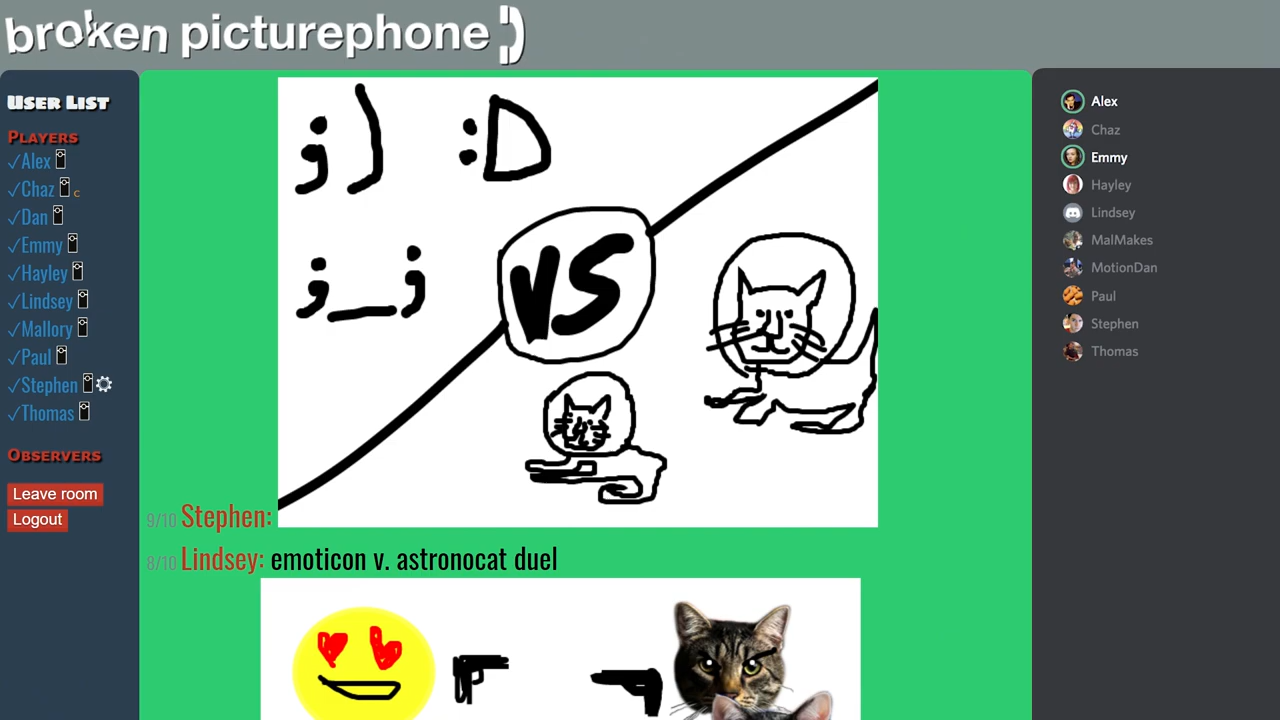 broken picturephone
User List
Players
✓Alex
✓Chaz c
✓Dan
✓Emmy
✓Hayley
✓Lindsey
✓Mallory
✓Paul
✓Stephen
✓Thomas
Observers
Leave room
Logout
;) :D
VS
;_;
9/10 Stephen:
8/10 Lindsey: emoticon v. astronocat duel
Alex
Chaz
Emmy
Hayley
Lindsey
MalMakes
MotionDan
Paul
Stephen
Thomas